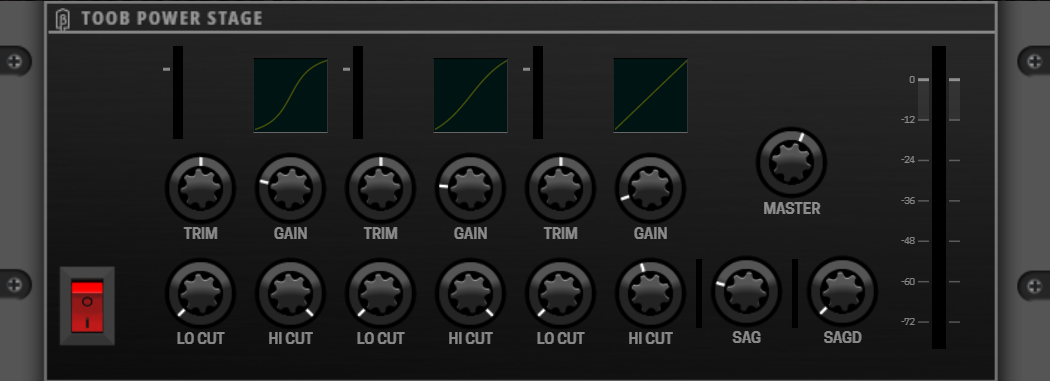 TOOB POWER STAGE
TRIM GAIN TRIM GAIN TRIM GAIN MASTER
LO CUT HI CUT LO CUT HI CUT LO CUT HI CUT SAG SAGD
0
-12
-24
-36
-48
-60
-72